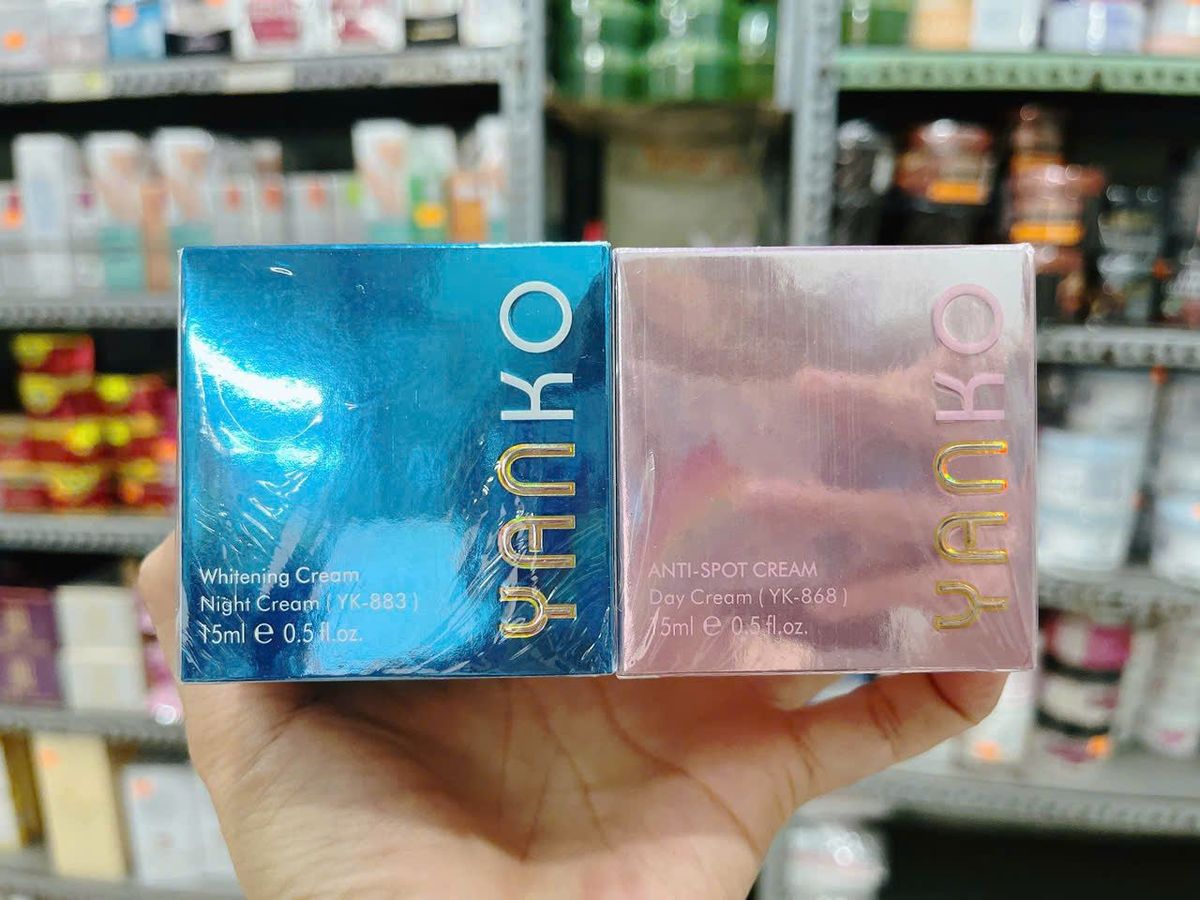 YANKO
Whitening Cream
Night Cream ( YK-883 )
15ml ℮ 0.5 fl.oz.
YANKO
ANTI-SPOT CREAM
Day Cream ( YK-868 )
15ml ℮ 0.5 fl.oz.